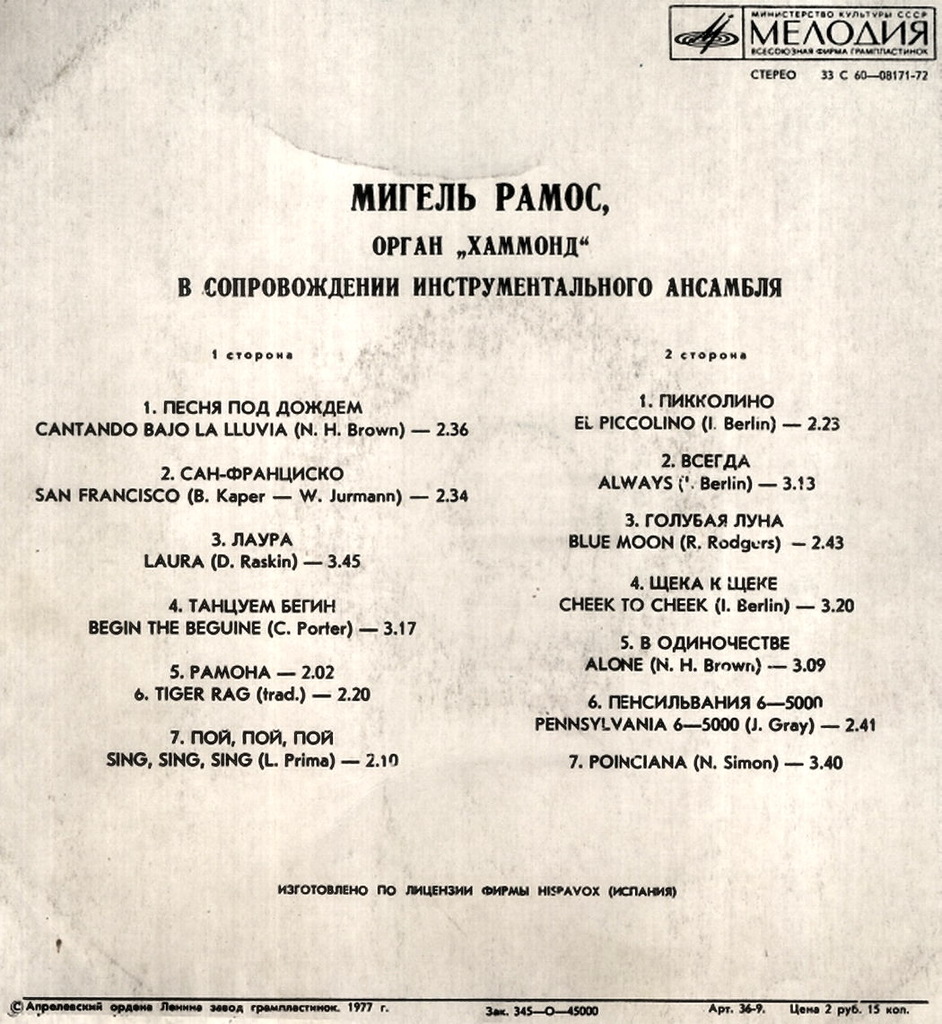 МИНИСТЕРСТВО КУЛЬТУРЫ СССР
МЕЛОДИЯ
ВСЕСОЮЗНАЯ ФИРМА ГРАМПЛАСТИНОК
СТЕРЕО 33 С 60—08171-72
МИГЕЛЬ РАМОС,
ОРГАН „ХАММОНД“
В СОПРОВОЖДЕНИИ ИНСТРУМЕНТАЛЬНОГО АНСАМБЛЯ
1 сторона
1. ПЕСНЯ ПОД ДОЖДЕМ
CANTANDO BAJO LA LLUVIA (N. H. Brown) — 2.36
2. САН-ФРАНЦИСКО
SAN FRANCISCO (B. Kaper — W. Jurmann) — 2.34
3. ЛАУРА
LAURA (D. Raskin) — 3.45
4. ТАНЦУЕМ БЕГИН
BEGIN THE BEGUINE (C. Porter) — 3.17
5. РАМОНА — 2.02
6. TIGER RAG (trad.) — 2.20
7. ПОЙ, ПОЙ, ПОЙ
SING, SING, SING (L. Prima) — 2.10
2 сторона
1. ПИККОЛИНО
EL PICCOLINO (I. Berlin) — 2.23
2. ВСЕГДА
ALWAYS (I. Berlin) — 3.13
3. ГОЛУБАЯ ЛУНА
BLUE MOON (R. Rodgers) — 2.43
4. ЩЕКА К ЩЕКЕ
CHEEK TO CHEEK (I. Berlin) — 3.20
5. В ОДИНОЧЕСТВЕ
ALONE (N. H. Brown) — 3.09
6. ПЕНСИЛЬВАНИЯ 6—5000
PENNSYLVANIA 6—5000 (J. Gray) — 2.41
7. POINCIANA (N. Simon) — 3.40
ИЗГОТОВЛЕНО ПО ЛИЦЕНЗИИ ФИРМЫ HISPAVOX (ИСПАНИЯ)
© Апрелевский ордена Ленина завод грампластинок. 1977 г. Зак. 345—О—45000 Арт. 36-9. Цена 2 руб. 15 коп.